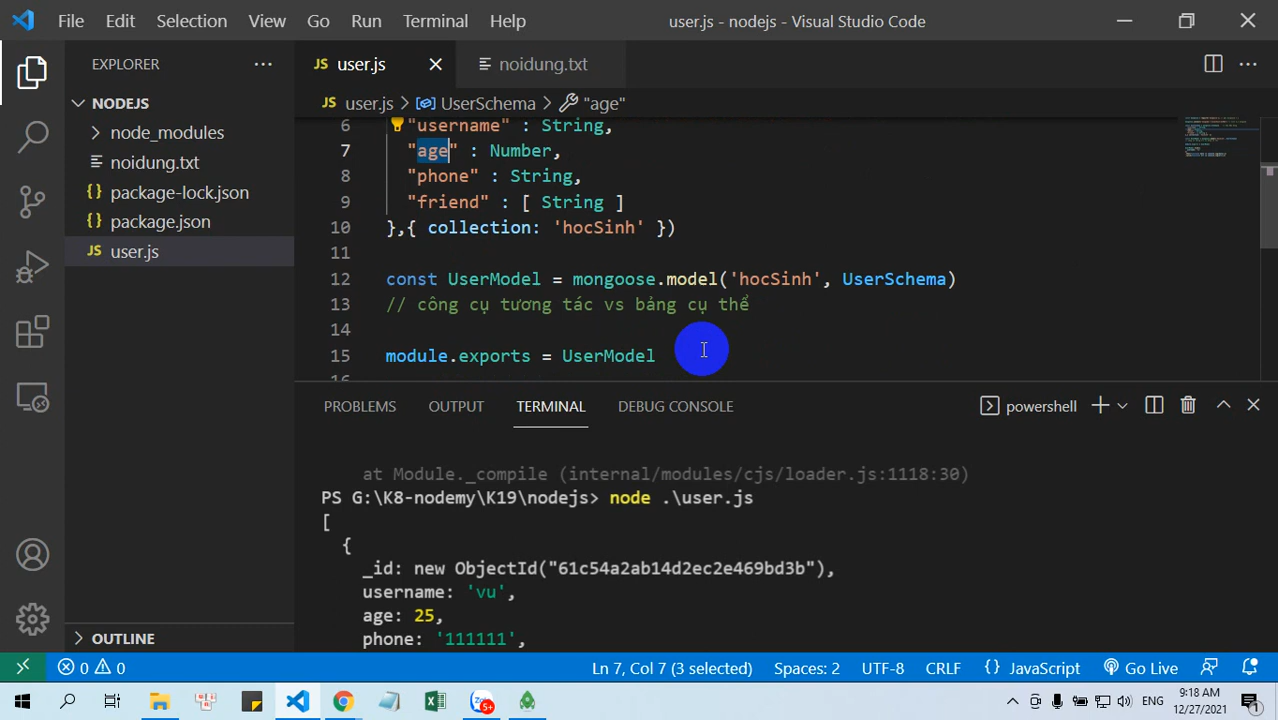 File Edit Selection View Go Run Terminal Help user.js - nodejs - Visual Studio Code
EXPLORER
NODEJS
node_modules
noidung.txt
package-lock.json
package.json
JS user.js
OUTLINE
JS user.js noidung.txt
JS user.js > UserSchema > "age"
6 "username" : String,
7 "age" : Number,
8 "phone" : String,
9 "friend" : [ String ]
10 },{ collection: 'hocSinh' })
11
12 const UserModel = mongoose.model('hocSinh', UserSchema)
13 // công cụ tương tác vs bảng cụ thể
14
15 module.exports = UserModel
PROBLEMS OUTPUT TERMINAL DEBUG CONSOLE powershell
at Module._compile (internal/modules/cjs/loader.js:1118:30)
PS G:\K8-nodemy\K19\nodejs> node .\user.js
[
{
_id: new ObjectId("61c54a2ab14d2ec2e469bd3b"),
username: 'vu',
age: 25,
phone: '111111',
0 0 Ln 7, Col 7 (3 selected) Spaces: 2 UTF-8 CRLF {} JavaScript Go Live
5+ ENG 9:18 AM
12/27/2021 1